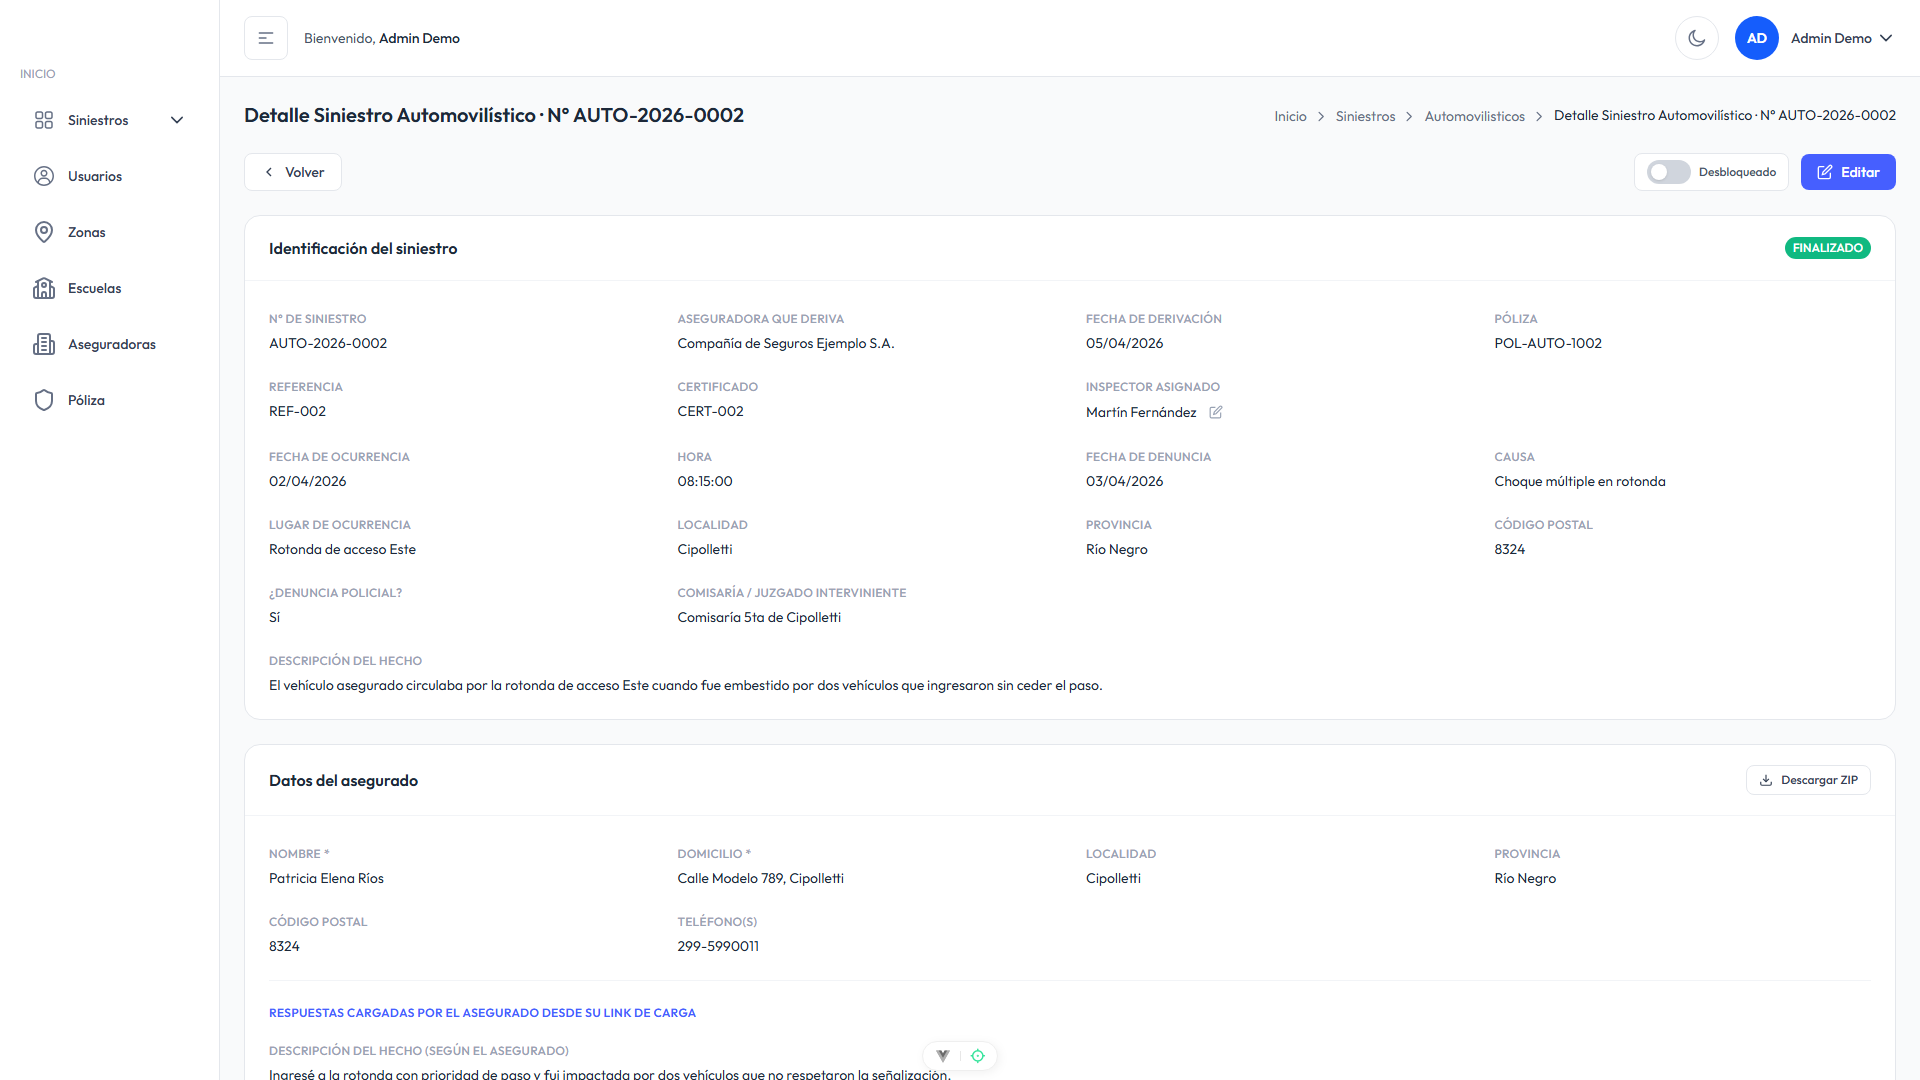 Bienvenido, Admin Demo
AD
Admin Demo
INICIO
Siniestros
Usuarios
Zonas
Escuelas
Aseguradoras
Póliza
Detalle Siniestro Automovilístico · N° AUTO-2026-0002
Inicio > Siniestros > Automovilisticos > Detalle Siniestro Automovilístico · N° AUTO-2026-0002
Volver
Desbloqueado
Editar
Identificación del siniestro
FINALIZADO
N° DE SINIESTRO
AUTO-2026-0002
ASEGURADORA QUE DERIVA
Compañía de Seguros Ejemplo S.A.
FECHA DE DERIVACIÓN
05/04/2026
PÓLIZA
POL-AUTO-1002
REFERENCIA
REF-002
CERTIFICADO
CERT-002
INSPECTOR ASIGNADO
Martín Fernández
FECHA DE OCURRENCIA
02/04/2026
HORA
08:15:00
FECHA DE DENUNCIA
03/04/2026
CAUSA
Choque múltiple en rotonda
LUGAR DE OCURRENCIA
Rotonda de acceso Este
LOCALIDAD
Cipolletti
PROVINCIA
Río Negro
CÓDIGO POSTAL
8324
¿DENUNCIA POLICIAL?
Sí
COMISARÍA / JUZGADO INTERVINIENTE
Comisaría 5ta de Cipolletti
DESCRIPCIÓN DEL HECHO
El vehículo asegurado circulaba por la rotonda de acceso Este cuando fue embestido por dos vehículos que ingresaron sin ceder el paso.
Datos del asegurado
Descargar ZIP
NOMBRE *
Patricia Elena Ríos
DOMICILIO *
Calle Modelo 789, Cipolletti
LOCALIDAD
Cipolletti
PROVINCIA
Río Negro
CÓDIGO POSTAL
8324
TELÉFONO(S)
299-5990011
RESPUESTAS CARGADAS POR EL ASEGURADO DESDE SU LINK DE CARGA
DESCRIPCIÓN DEL HECHO (SEGÚN EL ASEGURADO)
Ingresé a la rotonda con prioridad de paso y fui impactada por dos vehículos que no respetaron la señalización.